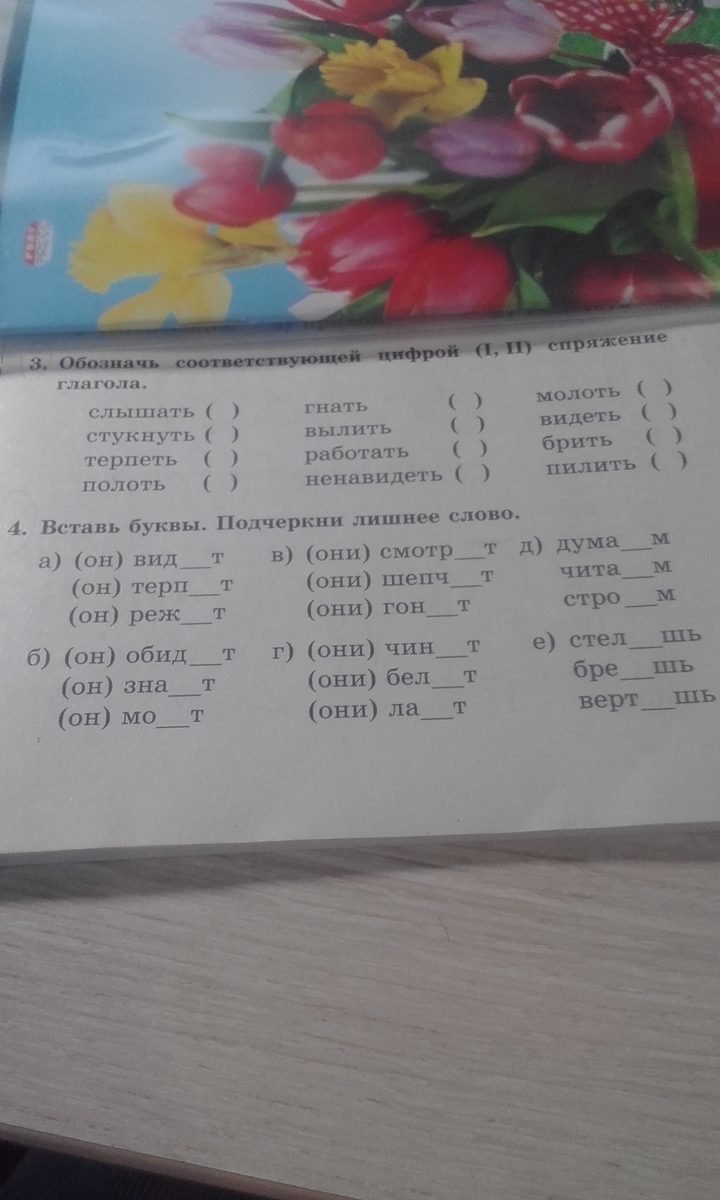 3. Обозначь соответствующей цифрой (I, II) спряжение
глагола.
слышать ( ) гнать ( ) молоть ( )
стукнуть ( ) вылить ( ) видеть ( )
терпеть ( ) работать ( ) брить ( )
полоть ( ) ненавидеть ( ) пилить ( )
4. Вставь буквы. Подчеркни лишнее слово.
а) (он) вид__т в) (они) смотр__т д) дума__м
(он) терп__т (они) шепч__т чита__м
(он) реж__т (они) гон__т стро__м
б) (он) обид__т г) (они) чин__т е) стел__шь
(он) зна__т (они) бел__т бре__шь
(он) мо__т (они) ла__т верт__шь